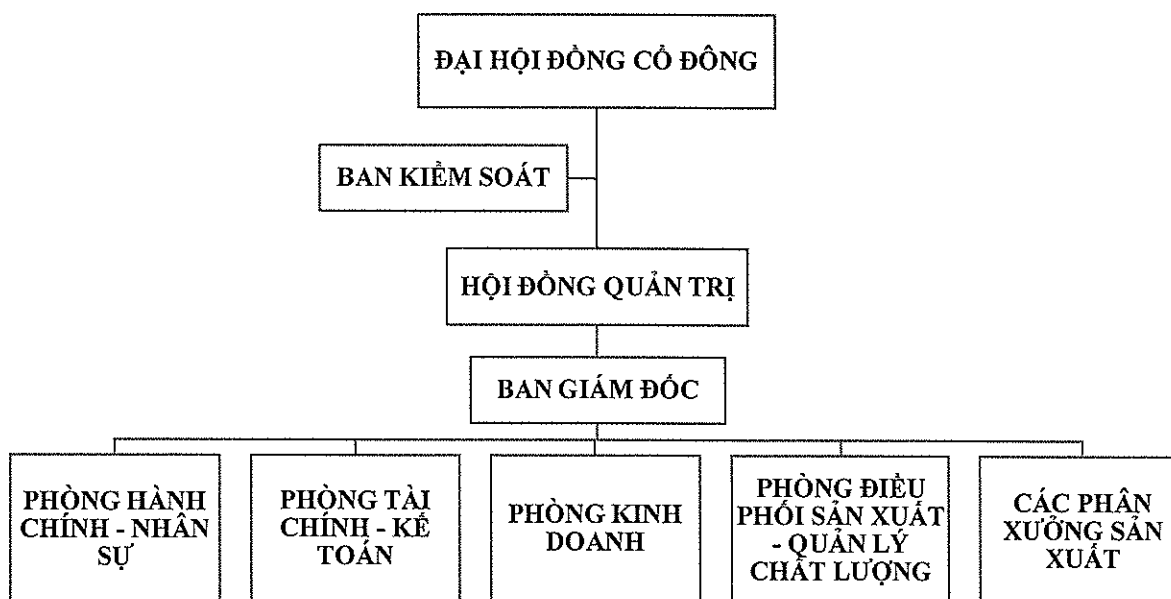 ĐẠI HỘI ĐỒNG CỔ ĐÔNG
BAN KIỂM SOÁT
HỘI ĐỒNG QUẢN TRỊ
BAN GIÁM ĐỐC
PHÒNG HÀNH
CHÍNH - NHÂN
SỰ
PHÒNG TÀI
CHÍNH - KẾ
TOÁN
PHÒNG KINH
DOANH
PHÒNG ĐIỀU
PHỐI SẢN XUẤT
- QUẢN LÝ
CHẤT LƯỢNG
CÁC PHÂN
XƯỞNG SẢN
XUẤT